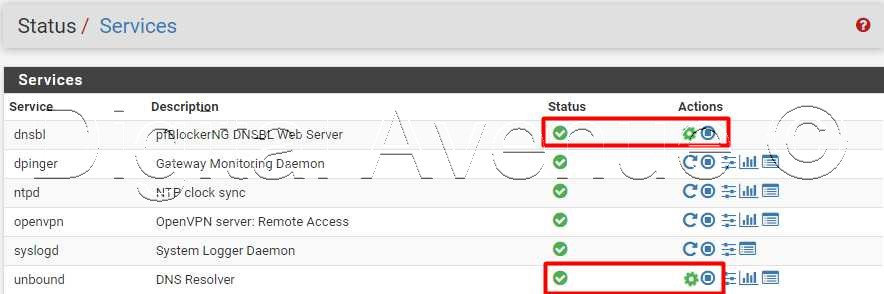 Status / Services
Services
Service Description Status Actions
dnsbl pfBlockerNG DNSBL Web Server
dpinger Gateway Monitoring Daemon
ntpd NTP clock sync
openvpn OpenVPN server: Remote Access
syslogd System Logger Daemon
unbound DNS Resolver
Digital Avenue ©